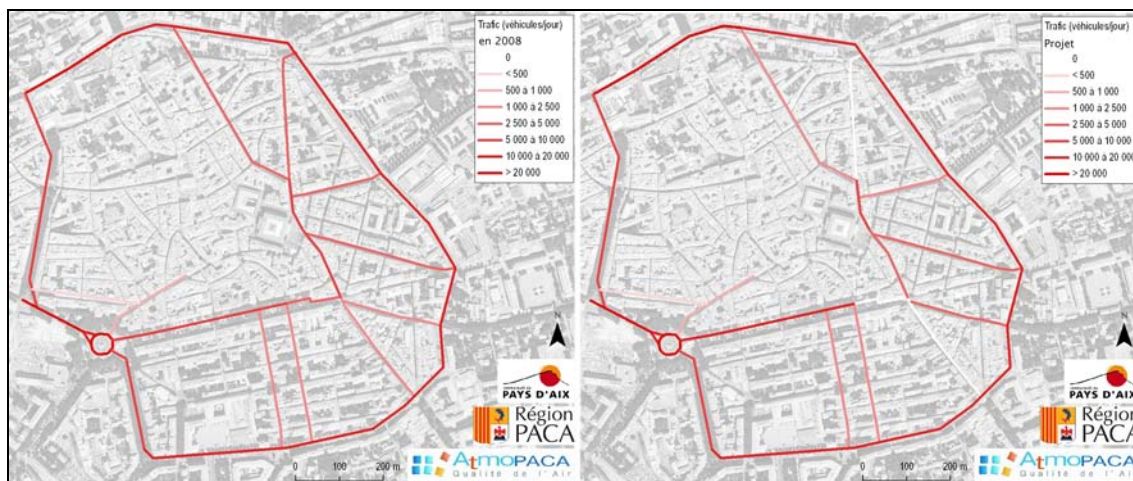 Trafic (véhicules/jour)
en 2008
0
< 500
500 à 1 000
1 000 à 2 500
2 500 à 5 000
5 000 à 10 000
10 000 à 20 000
> 20 000
N
PAYS D'AIX
Région
PACA
AtmoPACA
Qualité de l'Air
0 100 200 m
Trafic (véhicules/jour)
Projet
0
< 500
500 à 1 000
1 000 à 2 500
2 500 à 5 000
5 000 à 10 000
10 000 à 20 000
> 20 000
N
PAYS D'AIX
Région
PACA
AtmoPACA
Qualité de l'Air
0 100 200 m